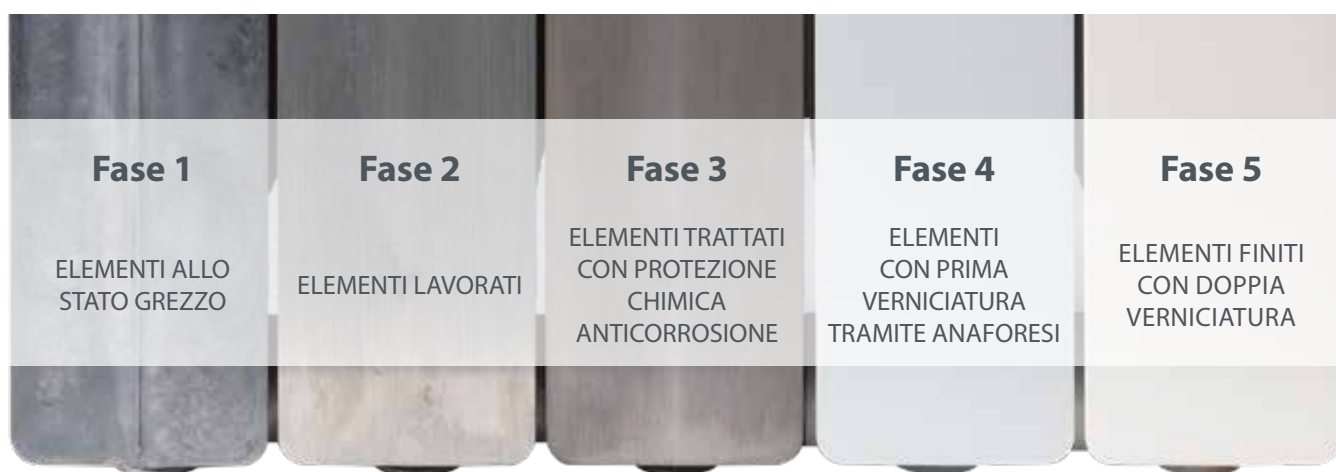 Fase 1
ELEMENTI ALLO
STATO GREZZO
Fase 2
ELEMENTI LAVORATI
Fase 3
ELEMENTI TRATTATI
CON PROTEZIONE
CHIMICA
ANTICORROSIONE
Fase 4
ELEMENTI
CON PRIMA
VERNICIATURA
TRAMITE ANAFORESI
Fase 5
ELEMENTI FINITI
CON DOPPIA
VERNICIATURA